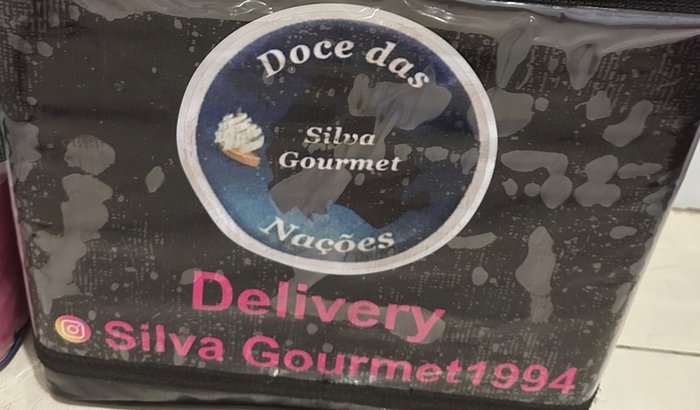 Doce das
Silva
Gourmet
Nações
Delivery
Silva Gourmet1994